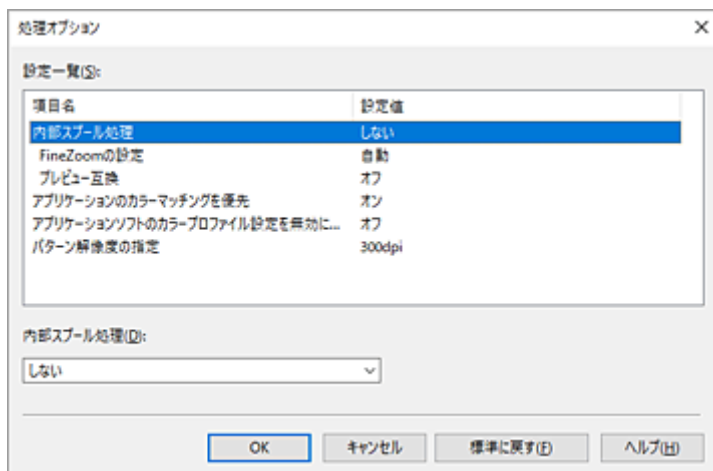 処理オプション
設定一覧(S):
項目名 設定値
内部スプール処理 しない
FineZoomの設定 自動
プレビュー互換 オフ
アプリケーションのカラーマッチングを優先 オン
アプリケーションソフトのカラープロファイル設定を無効に... オフ
パターン解像度の指定 300dpi
内部スプール処理(D):
しない
OK キャンセル 標準に戻す(F) ヘルプ(H)